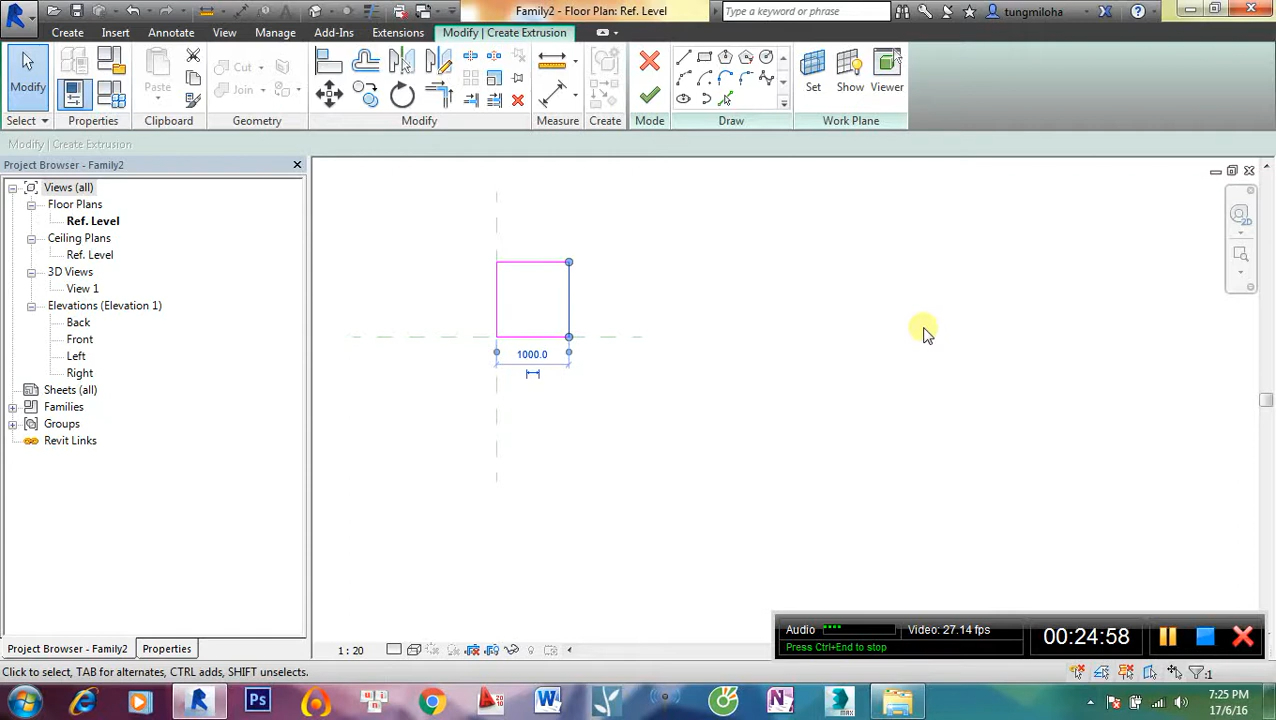 Family2 - Floor Plan: Ref. Level
Type a keyword or phrase
tungmiloha
Create Insert Annotate View Manage Add-Ins Extensions Modify | Create Extrusion
Modify
Paste
Cut
Join
Set
Show
Viewer
Select
Properties
Clipboard
Geometry
Modify
Measure
Create
Mode
Draw
Work Plane
Modify | Create Extrusion
Project Browser - Family2
Views (all)
Floor Plans
Ref. Level
Ceiling Plans
Ref. Level
3D Views
View 1
Elevations (Elevation 1)
Back
Front
Left
Right
Sheets (all)
Families
Groups
Revit Links
1000.0
2D
Project Browser - Family2 Properties
1 : 20
Audio
Video: 27.14 fps
Press Ctrl+End to stop
00:24:58
Click to select, TAB for alternates, CTRL adds, SHIFT unselects.
:1
7:25 PM
17/6/16